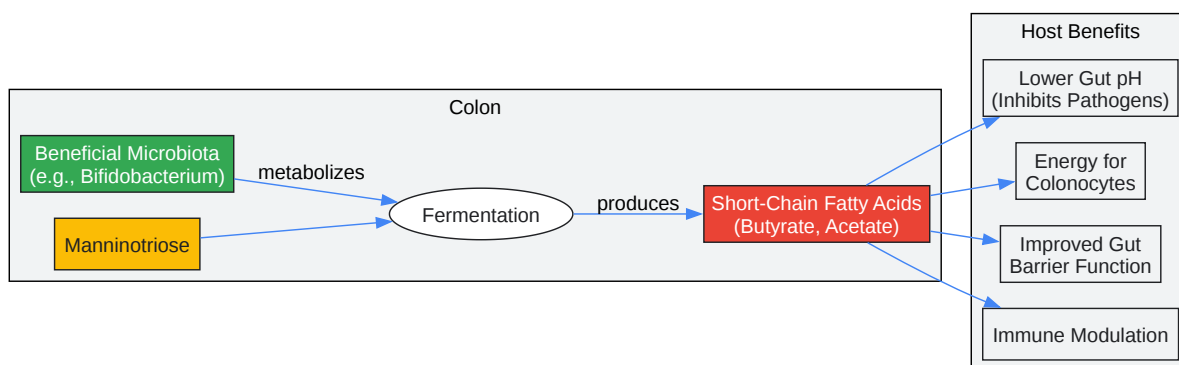 Host Benefits
Colon
Beneficial Microbiota
(e.g., Bifidobacterium)
metabolizes
Manninotriose
Fermentation
produces
Short-Chain Fatty Acids
(Butyrate, Acetate)
Lower Gut pH
(Inhibits Pathogens)
Energy for
Colonocytes
Improved Gut
Barrier Function
Immune Modulation